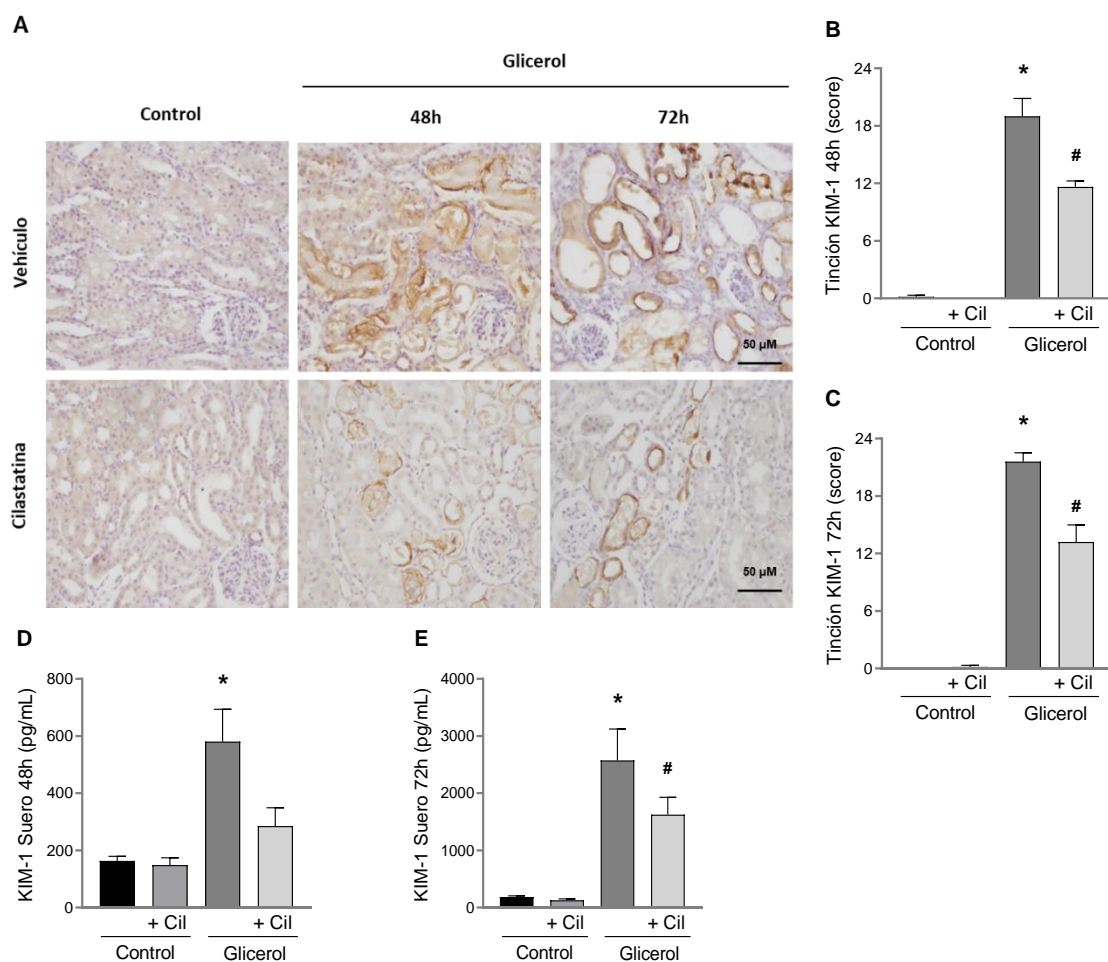 A
Glicerol
Control
48h
72h
Vehículo
50 µM
Cilastatina
50 µM
B
Tinción KIM-1 48h (score)
24
18
12
6
0
*
#
+ Cil
+ Cil
Control
Glicerol
C
Tinción KIM-1 72h (score)
24
18
12
6
0
*
#
+ Cil
+ Cil
Control
Glicerol
D
KIM-1 Suero 48h (pg/mL)
800
600
400
200
0
*
+ Cil
+ Cil
Control
Glicerol
E
KIM-1 Suero 72h (pg/mL)
4000
3000
2000
1000
0
*
#
+ Cil
+ Cil
Control
Glicerol